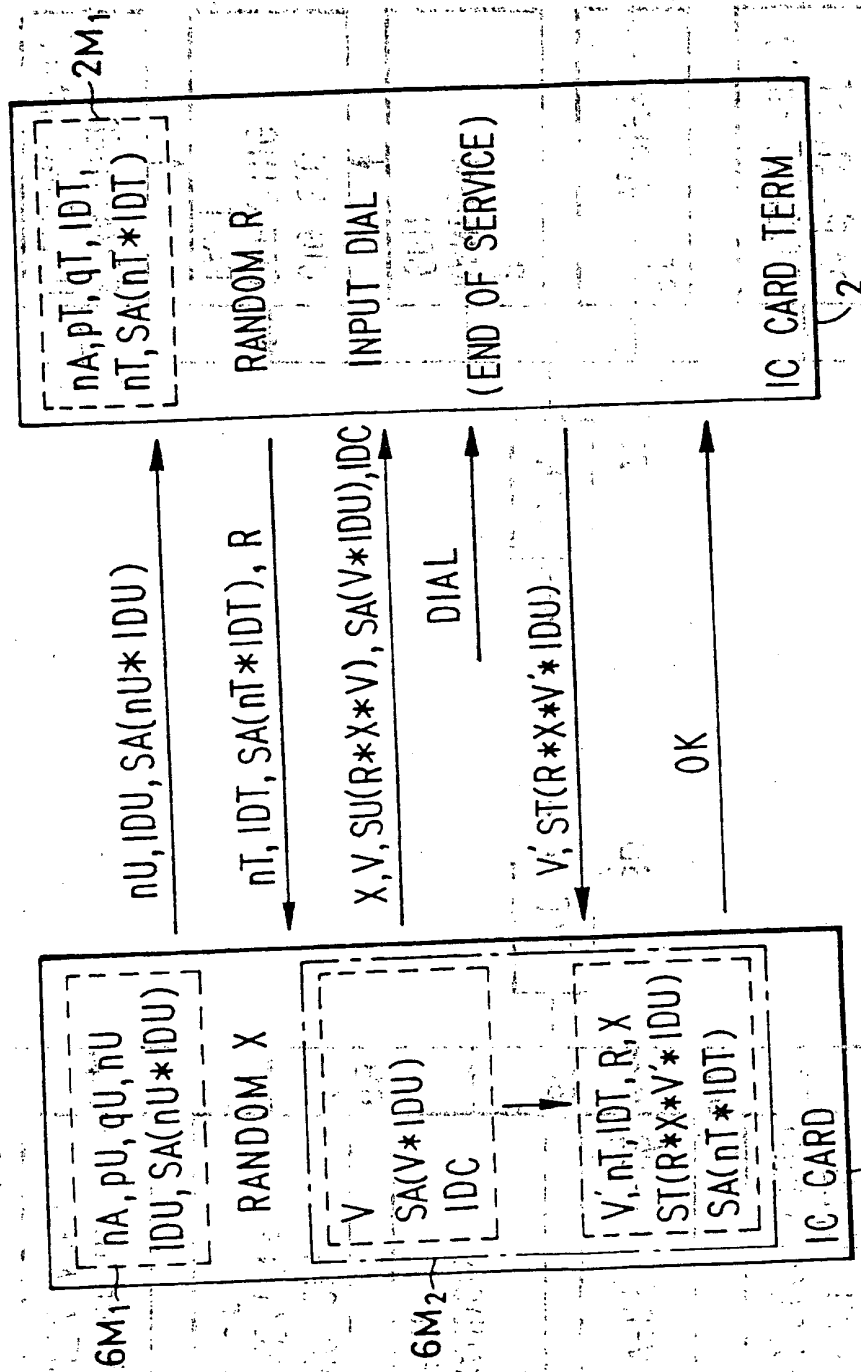 6M₁
nA, pU, qU, nU
IDU, SA(nU*IDU)
RANDOM X
6M₂
V
SA(V*IDU)
IDC
V′, nT, IDT, R, X
ST(R*X*V′*IDU)
SA(nT*IDT)
IC CARD
nU, IDU, SA(nU*IDU)
nT, IDT, SA(nT*IDT), R
X, V, SU(R*X*V), SA(V*IDU), IDC
DIAL
V′, ST(R*X*V′*IDU)
OK
2M₁
nA, pT, qT, IDT,
nT, SA(nT*IDT)
RANDOM R
INPUT DIAL
(END OF SERVICE)
IC CARD TERM
2